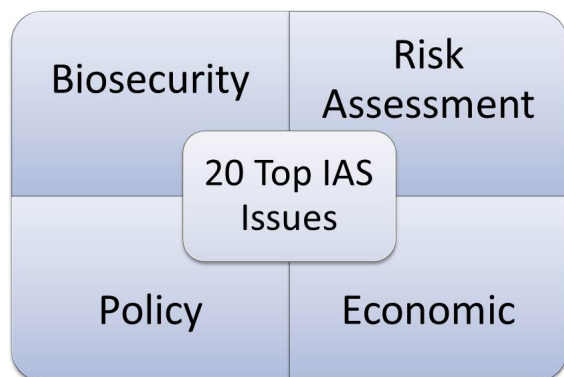 Biosecurity
Risk
Assessment
20 Top IAS
Issues
Policy
Economic